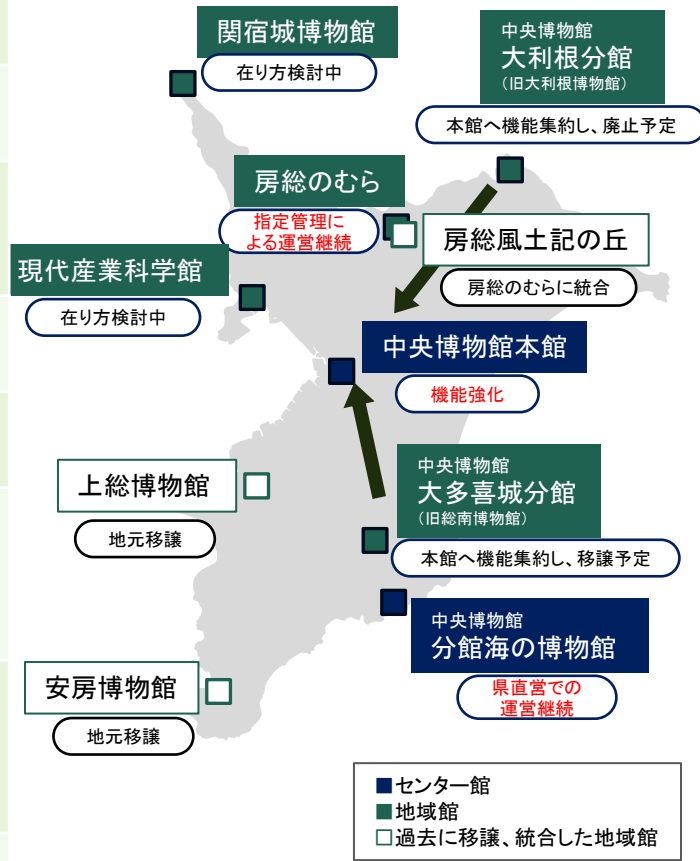 関宿城博物館
在り方検討中
中央博物館
大利根分館
(旧大利根博物館)
本館へ機能集約し、廃止予定
房総のむら
指定管理に
よる運営継続
房総風土記の丘
房総のむらに統合
現代産業科学館
在り方検討中
中央博物館本館
機能強化
上総博物館
地元移譲
中央博物館
大多喜城分館
(旧総南博物館)
本館へ機能集約し、移譲予定
中央博物館
分館海の博物館
県直営での
運営継続
安房博物館
地元移譲
センター館
地域館
過去に移譲、統合した地域館